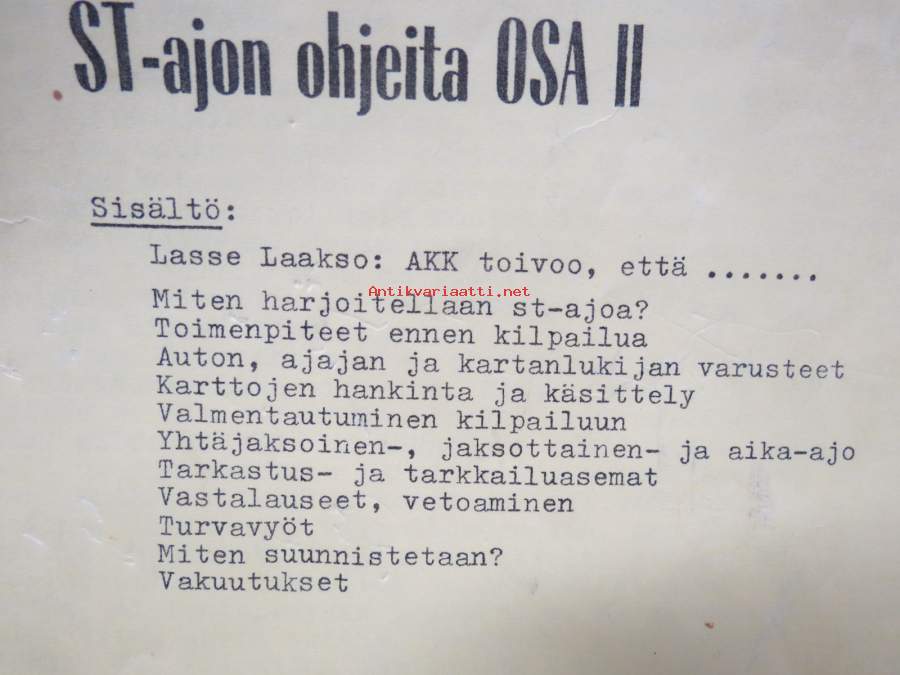 ST-ajon ohjeita OSA II
Sisältö:
Lasse Laakso: AKK toivoo, että .......
Antikvariaatti.net
Miten harjoitellaan st-ajoa?
Toimenpiteet ennen kilpailua
Auton, ajajan ja kartanlukijan varusteet
Karttojen hankinta ja käsittely
Valmentautuminen kilpailuun
Yhtäjaksoinen-, jaksottainen- ja aika-ajo
Tarkastus- ja tarkkailuasemat
Vastalauseet, vetoaminen
Turvavyöt
Miten suunnistetaan?
Vakuutukset